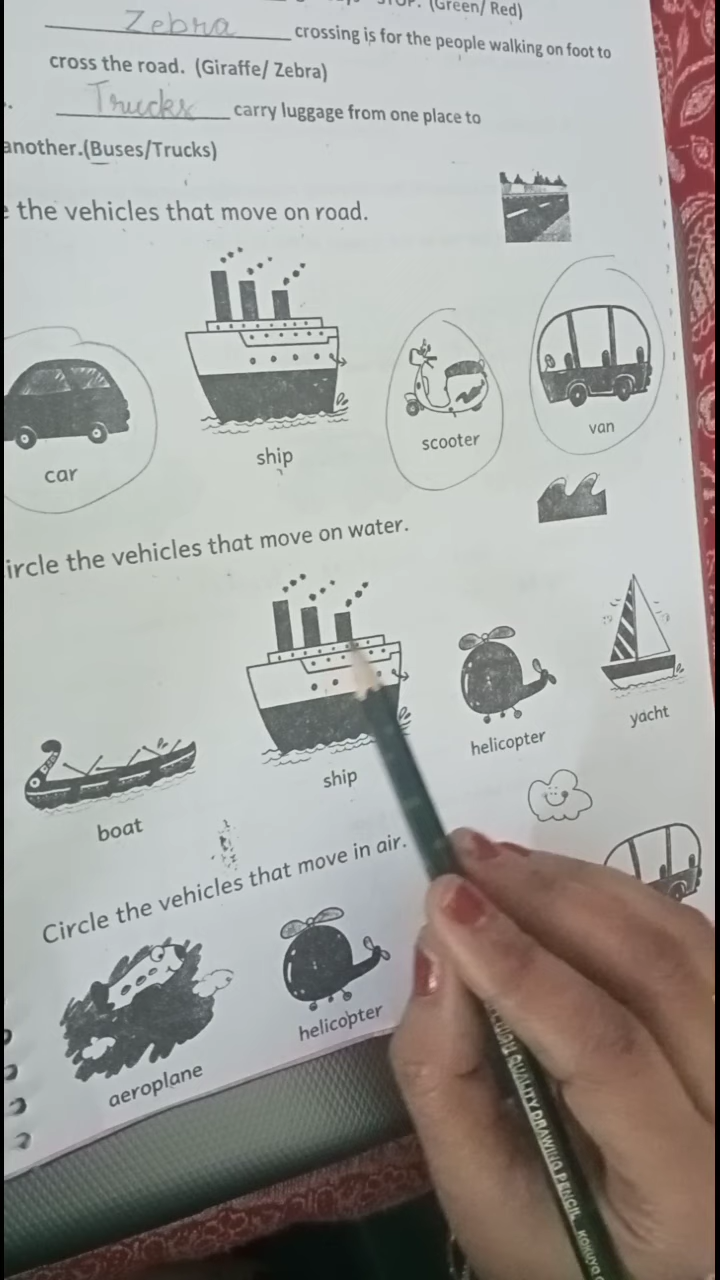 STOP. (Green/ Red)
Zebra crossing is for the people walking on foot to
cross the road. (Giraffe/ Zebra)
Trucks carry luggage from one place to
another.(Buses/Trucks)
the vehicles that move on road.
car
ship
scooter
van
ircle the vehicles that move on water.
boat
ship
helicopter
yacht
Circle the vehicles that move in air.
aeroplane
helicopter
HIGH QUALITY DRAWING PENCIL KOKUYO